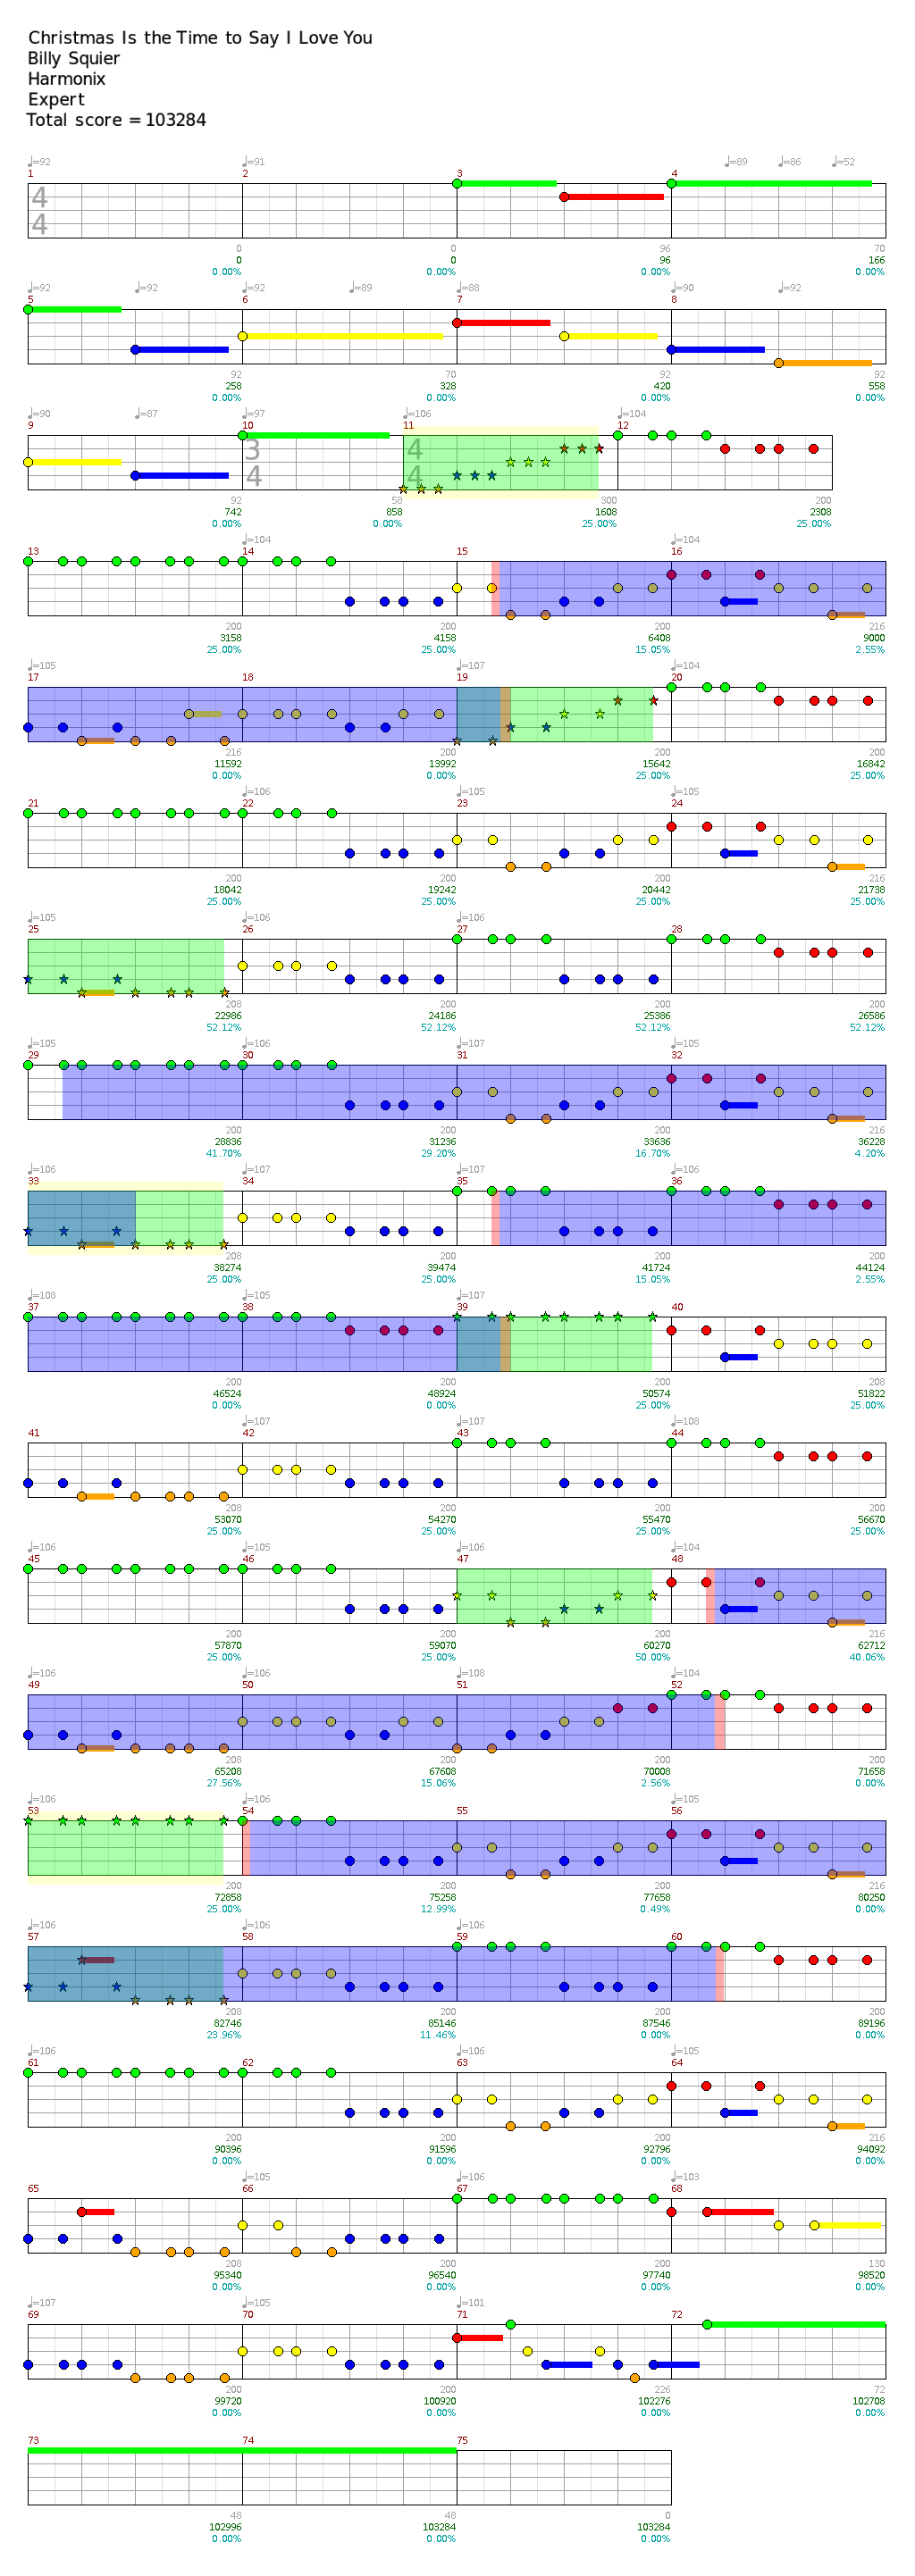 Christmas Is the Time to Say I Love You
Billy Squier
Harmonix
Expert
Total score = 103284
♩=92 ♩=91 ♩=89 ♩=86 ♩=52
1 2 3 4
4
4
0 0 96 70
0 0 96 166
0.00% 0.00% 0.00% 0.00%
♩=92 ♩=92 ♩=92 ♩=89 ♩=88 ♩=90 ♩=92
5 6 7 8
92 70 92 92
258 328 420 558
0.00% 0.00% 0.00% 0.00%
♩=90 ♩=87 ♩=97 ♩=106 ♩=104
9 10 11 12
3 4
4 4
92 58 300 200
742 858 1608 2308
0.00% 0.00% 25.00% 25.00%
♩=104 ♩=104
13 14 15 16
200 200 200 216
3158 4158 6408 9000
25.00% 25.00% 15.05% 2.55%
♩=105 ♩=107 ♩=104
17 18 19 20
216 200 200 200
11592 13992 15642 16842
0.00% 0.00% 25.00% 25.00%
♩=106 ♩=105 ♩=105
21 22 23 24
200 200 200 216
18042 19242 20442 21738
25.00% 25.00% 25.00% 25.00%
♩=105 ♩=106 ♩=106
25 26 27 28
208 200 200 200
22986 24186 25386 26586
52.12% 52.12% 52.12% 52.12%
♩=105 ♩=106 ♩=107 ♩=105
29 30 31 32
200 200 200 216
28836 31236 33636 36228
41.70% 29.20% 16.70% 4.20%
♩=106 ♩=107 ♩=106
33 34 35 36
208 200 200 200
38274 39474 41724 44124
25.00% 25.00% 15.05% 2.55%
♩=108 ♩=105 ♩=107
37 38 39 40
200 200 200 208
46524 48924 50574 51822
0.00% 0.00% 25.00% 25.00%
♩=107 ♩=107 ♩=108
41 42 43 44
208 200 200 200
53070 54270 55470 56670
25.00% 25.00% 25.00% 25.00%
♩=106 ♩=105 ♩=106 ♩=104
45 46 47 48
200 200 200 216
57870 59070 60270 62712
25.00% 25.00% 50.00% 40.06%
♩=106 ♩=106 ♩=108 ♩=104
49 50 51 52
208 200 200 200
65208 67608 70008 71658
27.56% 15.06% 2.56% 0.00%
♩=105
53 54 55 56
200 200 200 216
72858 75258 77658 80250
25.00% 12.99% 0.49% 0.00%
♩=106 ♩=106 ♩=106
57 58 59 60
208 200 200 200
82746 85146 87546 89196
23.96% 11.46% 0.00% 0.00%
♩=106 ♩=106 ♩=105
61 62 63 64
200 200 200 216
90396 91596 92796 94092
0.00% 0.00% 0.00% 0.00%
♩=105 ♩=106 ♩=103
65 66 67 68
208 200 200 130
95340 96540 97740 98520
0.00% 0.00% 0.00% 0.00%
♩=107 ♩=105 ♩=101
69 70 71 72
200 200 226 72
99720 100920 102276 102708
0.00% 0.00% 0.00% 0.00%
73 74 75
48 48 0
102996 103284 103284
0.00% 0.00% 0.00%